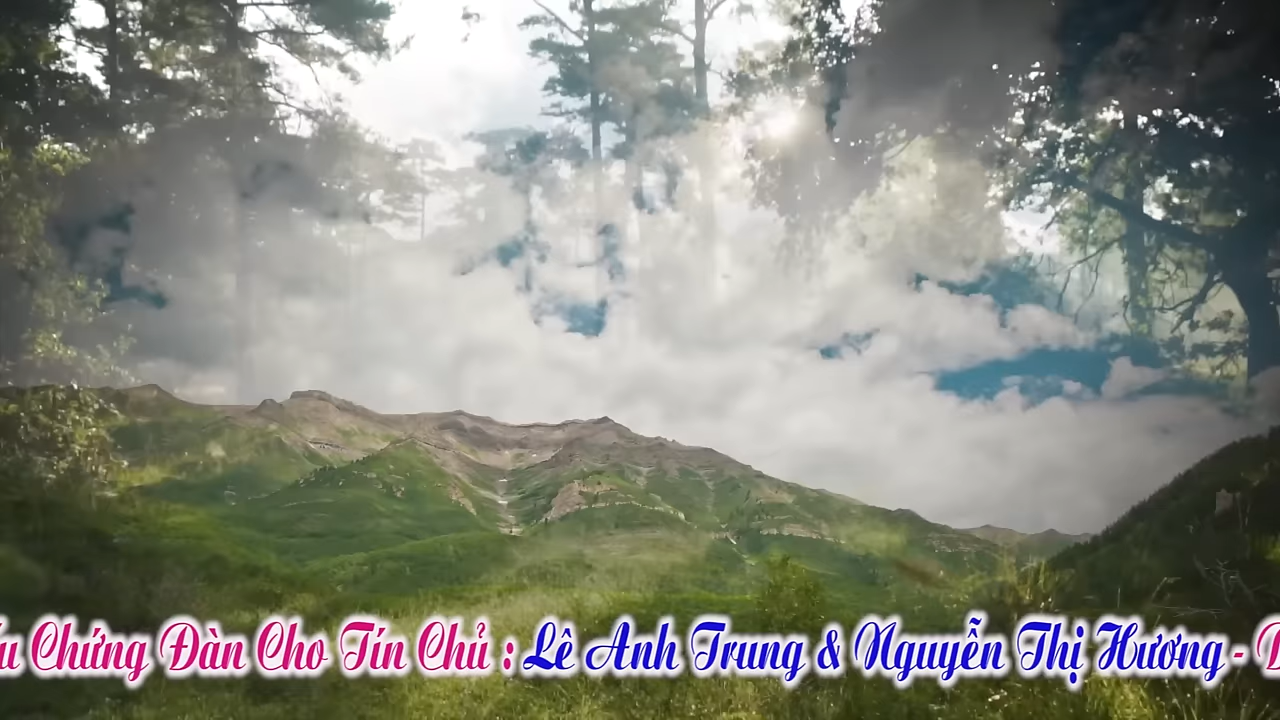 Chứng Đàn Cho Tín Chủ : Lê Anh Trung & Nguyễn Thị Hương -